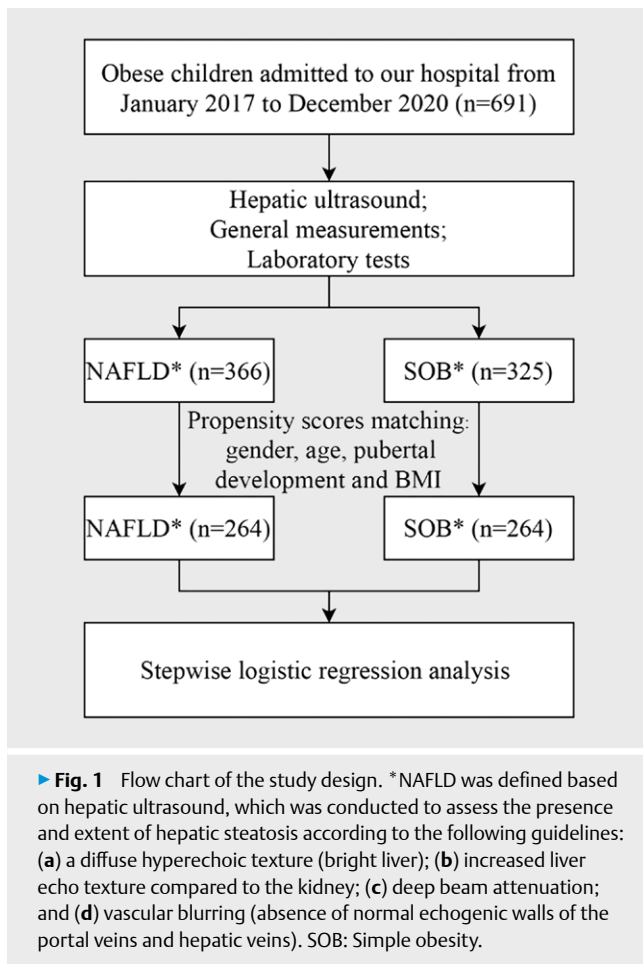 Obese children admitted to our hospital from
January 2017 to December 2020 (n=691)
Hepatic ultrasound;
General measurements;
Laboratory tests
NAFLD* (n=366)
SOB* (n=325)
Propensity scores matching:
gender, age, pubertal
development and BMI
NAFLD* (n=264)
SOB* (n=264)
Stepwise logistic regression analysis
▶ Fig. 1 Flow chart of the study design. *NAFLD was defined based
on hepatic ultrasound, which was conducted to assess the presence
and extent of hepatic steatosis according to the following guidelines:
(a) a diffuse hyperechoic texture (bright liver); (b) increased liver
echo texture compared to the kidney; (c) deep beam attenuation;
and (d) vascular blurring (absence of normal echogenic walls of the
portal veins and hepatic veins). SOB: Simple obesity.